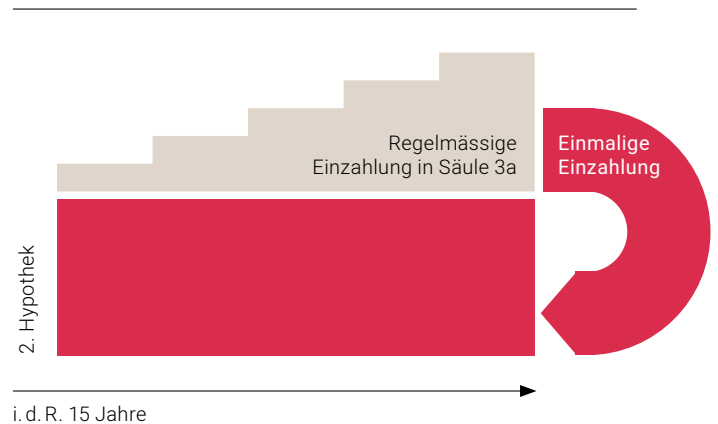 Regelmässige
Einzahlung in Säule 3a
Einmalige
Einzahlung
2. Hypothek
i. d. R. 15 Jahre